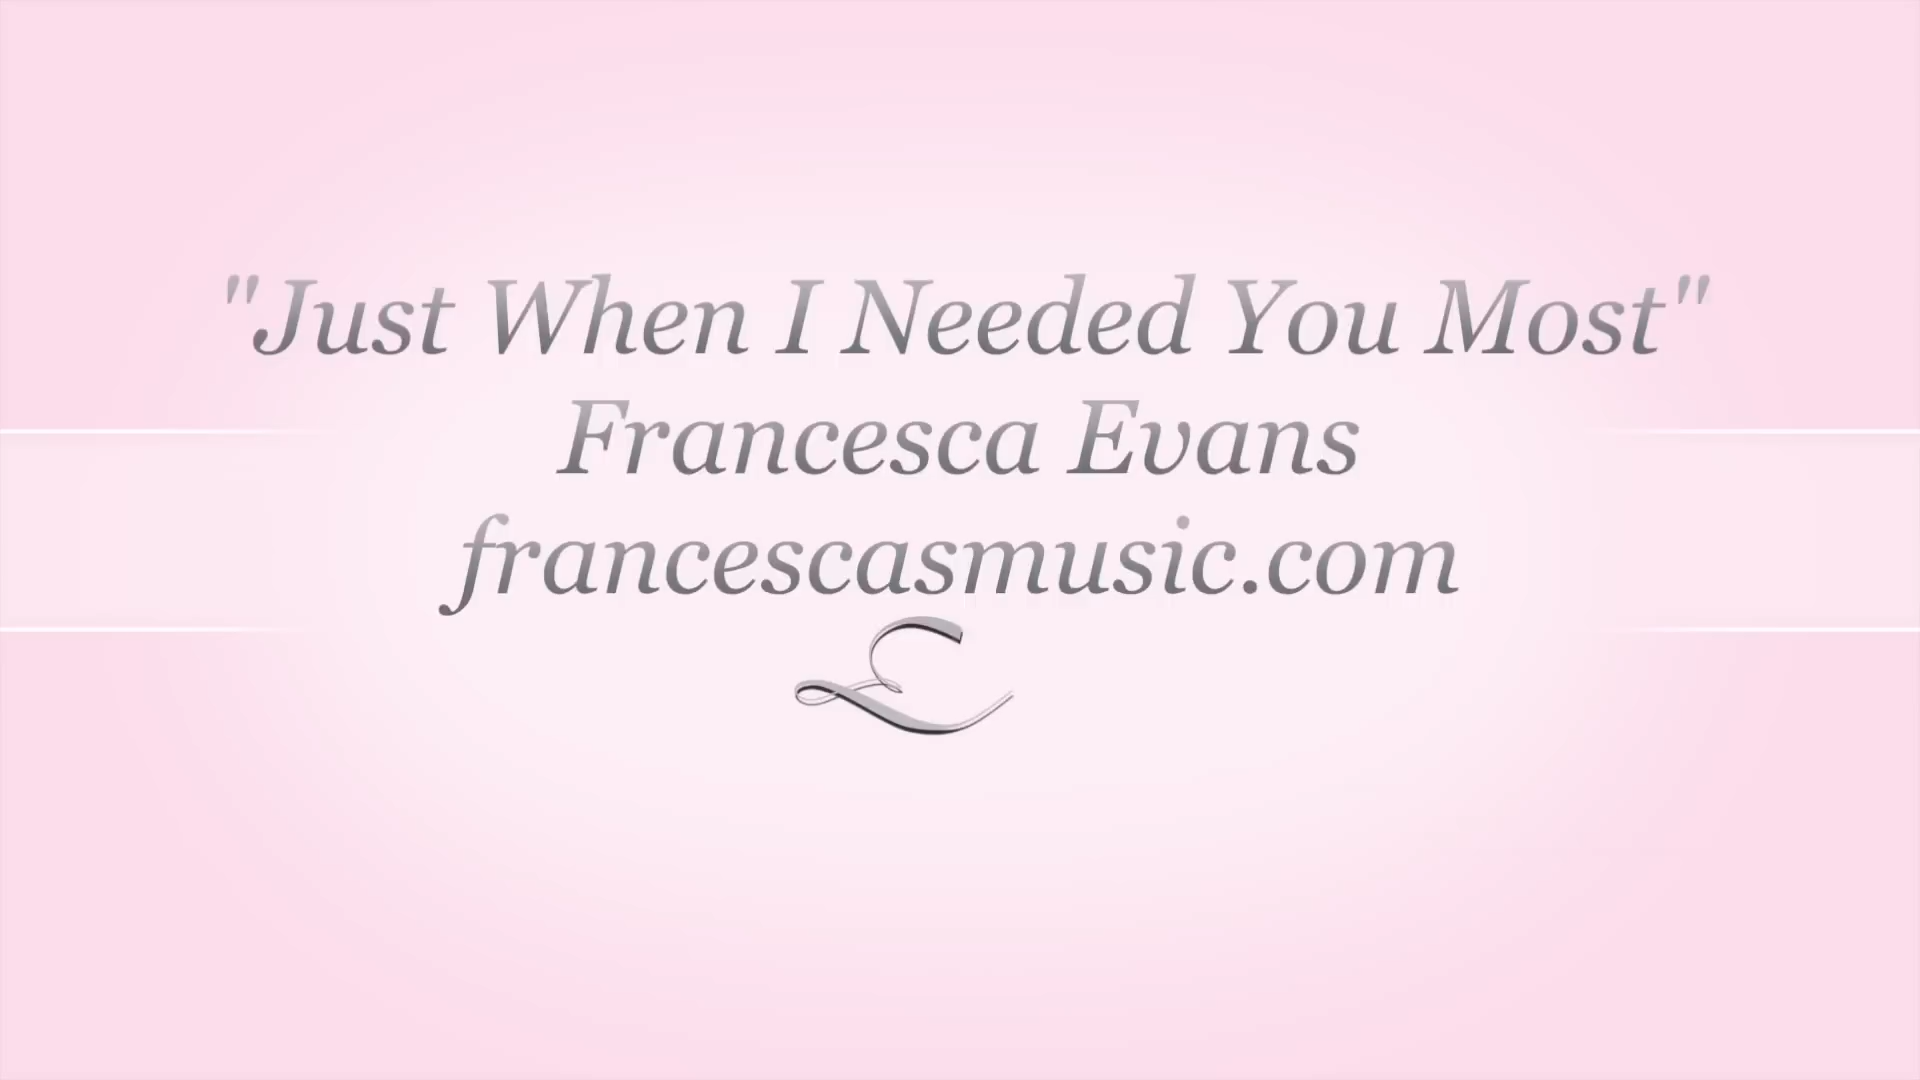 "Just When I Needed You Most"
Francesca Evans
francescasmusic.com